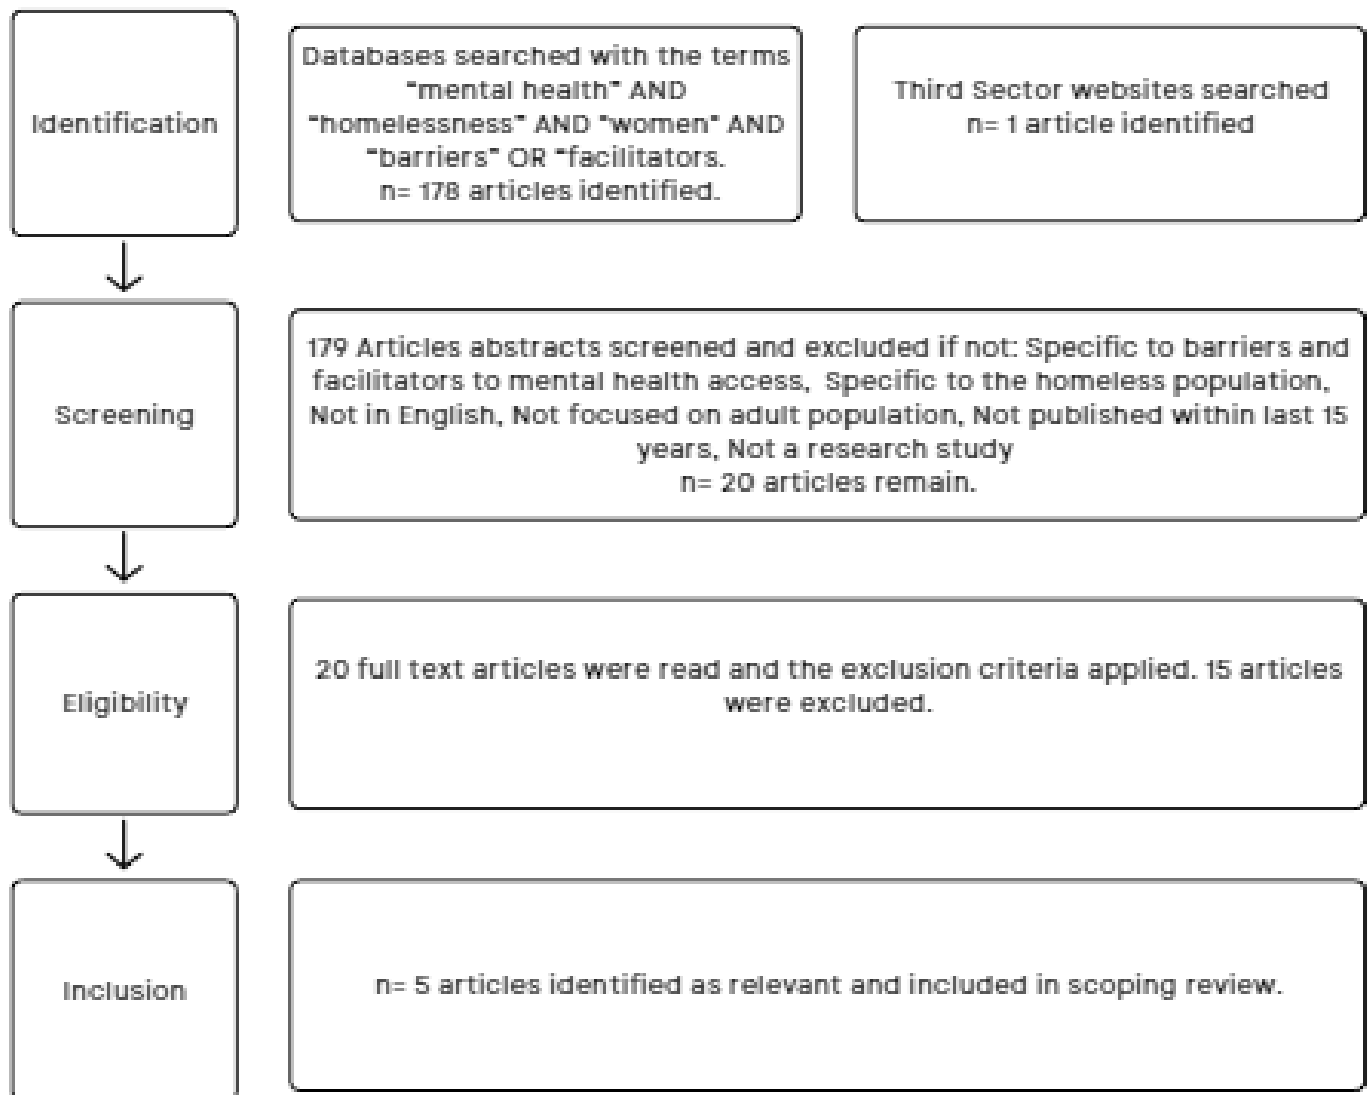 Identification
Databases searched with the terms
"mental health" AND
"homelessness" AND "women" AND
"barriers" OR "facilitators.
n= 178 articles identified.
Third Sector websites searched
n= 1 article identified
Screening
179 Articles abstracts screened and excluded if not: Specific to barriers and
facilitators to mental health access, Specific to the homeless population,
Not in English, Not focused on adult population, Not published within last 15
years, Not a research study
n= 20 articles remain.
Eligibility
20 full text articles were read and the exclusion criteria applied. 15 articles
were excluded.
Inclusion
n= 5 articles identified as relevant and included in scoping review.